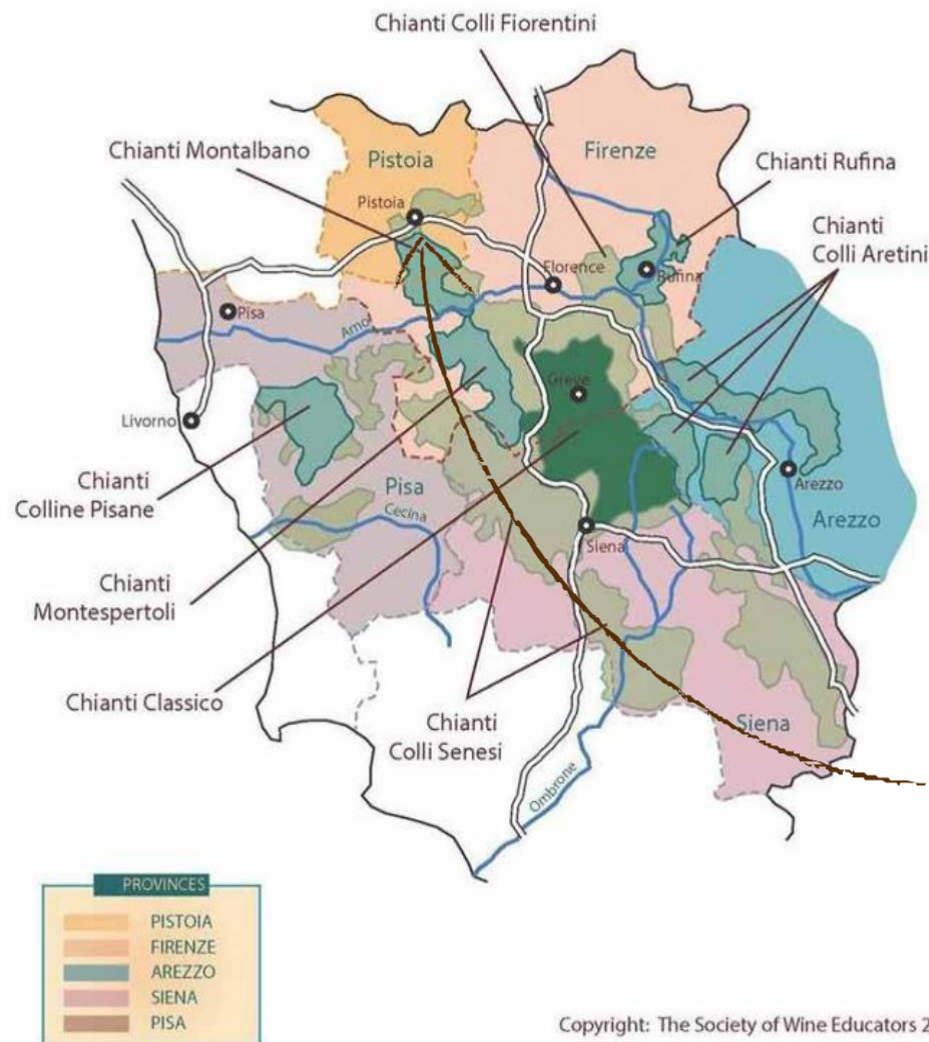 Chianti Colli Fiorentini
Chianti Montalbano
Pistoia
Firenze
Chianti Rufina
Pistoia
Chianti
Colli Aretini
Florence
Rufina
Pisa
Arno
Greve
Livorno
Chianti
Colline Pisane
Pisa
Cecina
Arezzo
Arezzo
Siena
Chianti
Montespertoli
Chianti Classico
Chianti
Colli Senesi
Siena
Ombrone
PROVINCES
PISTOIA
FIRENZE
AREZZO
SIENA
PISA
Copyright: The Society of Wine Educators 2